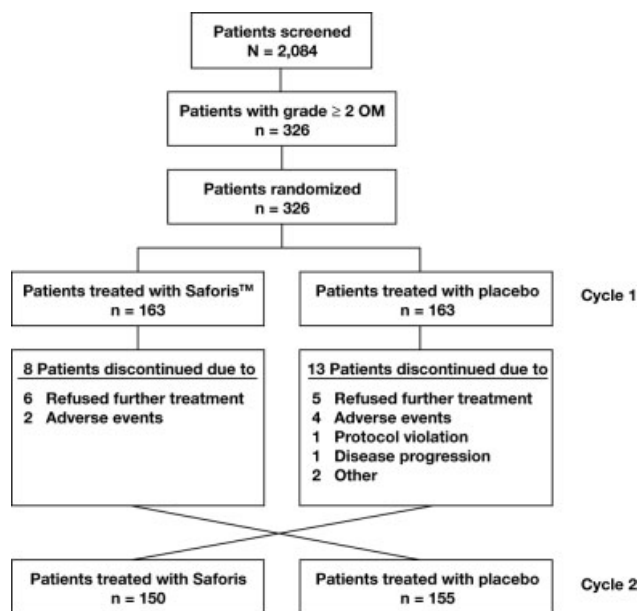 Patients screened
N = 2,084
Patients with grade ≥ 2 OM
n = 326
Patients randomized
n = 326
Patients treated with Saforis™
n = 163
Patients treated with placebo
n = 163
Cycle 1
8 Patients discontinued due to
6 Refused further treatment
2 Adverse events
13 Patients discontinued due to
5 Refused further treatment
4 Adverse events
1 Protocol violation
1 Disease progression
2 Other
Patients treated with Saforis
n = 150
Patients treated with placebo
n = 155
Cycle 2